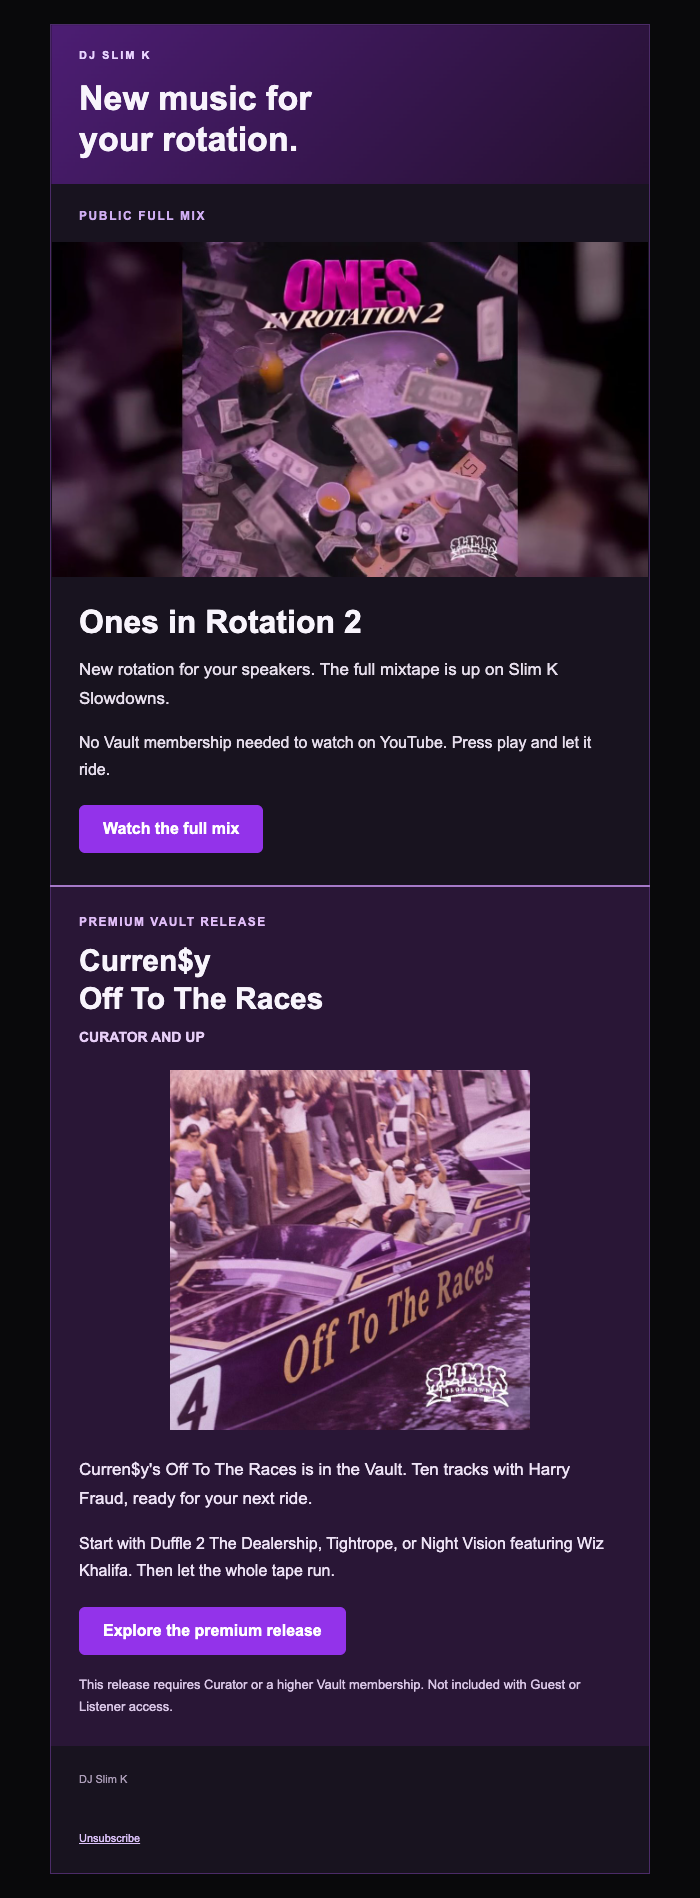 DJ SLIM K
New music for
your rotation.
PUBLIC FULL MIX
ONES
IN ROTATION 2
SLIM K
Ones in Rotation 2
New rotation for your speakers. The full mixtape is up on Slim K
Slowdowns.
No Vault membership needed to watch on YouTube. Press play and let it
ride.
Watch the full mix
PREMIUM VAULT RELEASE
Curren$y
Off To The Races
CURATOR AND UP
Off To The Races
4
SLIM K
SLOWDOWN
Curren$y's Off To The Races is in the Vault. Ten tracks with Harry
Fraud, ready for your next ride.
Start with Duffle 2 The Dealership, Tightrope, or Night Vision featuring Wiz
Khalifa. Then let the whole tape run.
Explore the premium release
This release requires Curator or a higher Vault membership. Not included with Guest or
Listener access.
DJ Slim K
Unsubscribe